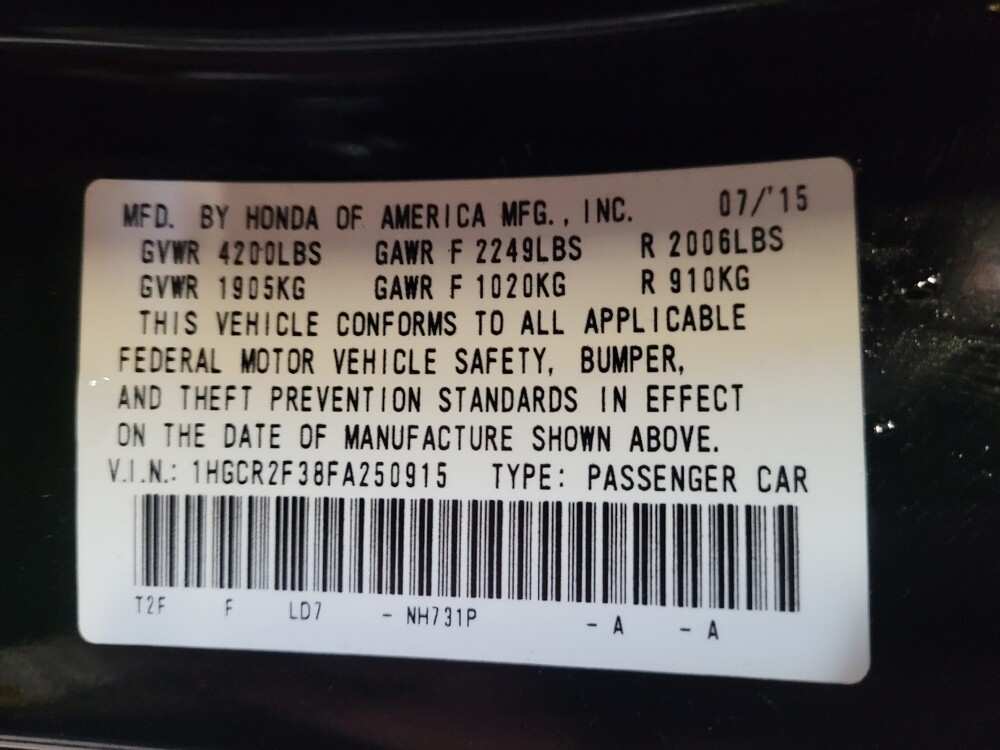 MFD. BY HONDA OF AMERICA MFG., INC. 07/'15
GVWR 4200LBS GAWR F 2249LBS R 2006LBS
GVWR 1905KG GAWR F 1020KG R 910KG
THIS VEHICLE CONFORMS TO ALL APPLICABLE
FEDERAL MOTOR VEHICLE SAFETY, BUMPER,
AND THEFT PREVENTION STANDARDS IN EFFECT
ON THE DATE OF MANUFACTURE SHOWN ABOVE.
V.I.N.: 1HGCR2F38FA250915 TYPE: PASSENGER CAR
T2F F LD7 - NH731P - A - A